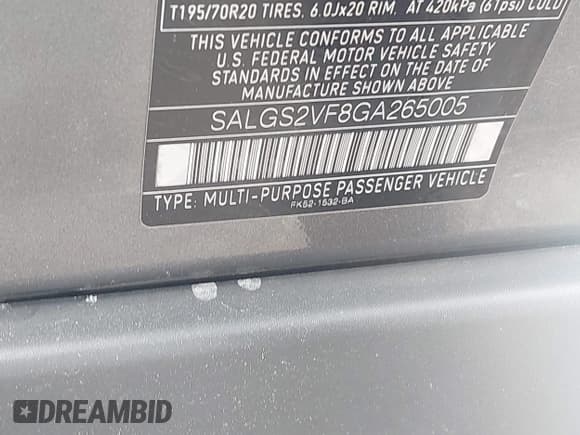 T195/70R20 TIRES, 6.0Jx20 RIM, AT 420kPa (61psi) COLD
THIS VEHICLE CONFORMS TO ALL APPLICABLE
U.S. FEDERAL MOTOR VEHICLE SAFETY
STANDARDS IN EFFECT ON THE DATE OF
MANUFACTURE SHOWN ABOVE
SALGS2VF8GA265005
TYPE: MULTI-PURPOSE PASSENGER VEHICLE
FK52-1532-BA
DREAMBID